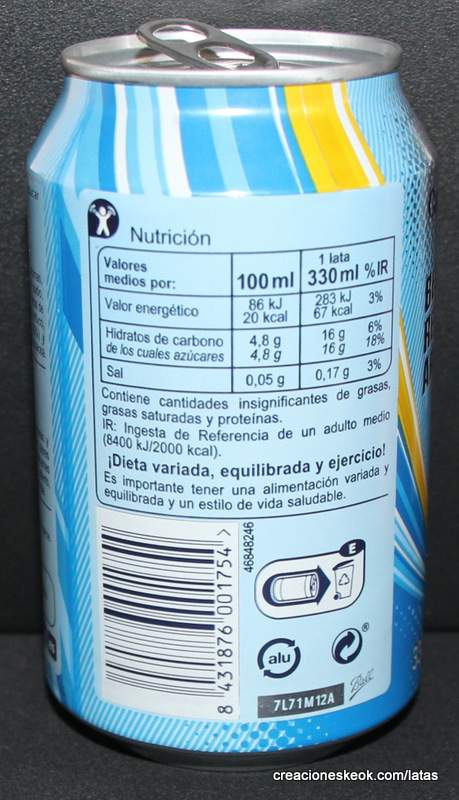 Nutrición
Valores medios por: 100 ml 1 lata 330 ml %IR
Valor energético 86 kJ 20 kcal 283 kJ 67 kcal 3%
Hidratos de carbono 4,8 g 16 g 6%
de los cuales azúcares 4,8 g 16 g 18%
Sal 0,05 g 0,17 g 3%
Contiene cantidades insignificantes de grasas,
grasas saturadas y proteínas.
IR: Ingesta de Referencia de un adulto medio
(8400 kJ/2000 kcal).
¡Dieta variada, equilibrada y ejercicio!
Es importante tener una alimentación variada y
equilibrada y un estilo de vida saludable.
8 431876 001754 >
46848246
E
alu
®
Ball
7L71M12A
creacioneskeok.com/latas